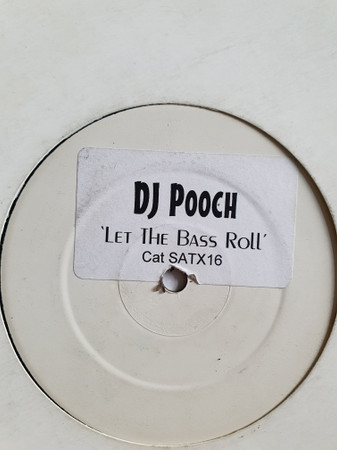 DJ POOCH
'LET THE BASS ROLL'
Cat SATX16